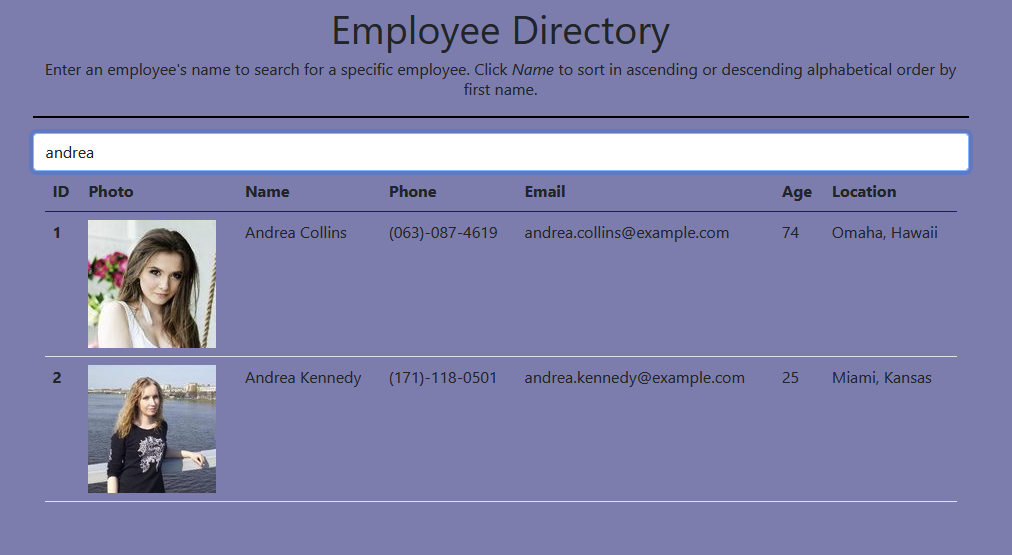 Employee Directory
Enter an employee's name to search for a specific employee. Click Name to sort in ascending or descending alphabetical order by
first name.
andrea
ID Photo Name Phone Email Age Location
1 Andrea Collins (063)-087-4619 andrea.collins@example.com 74 Omaha, Hawaii
2 Andrea Kennedy (171)-118-0501 andrea.kennedy@example.com 25 Miami, Kansas